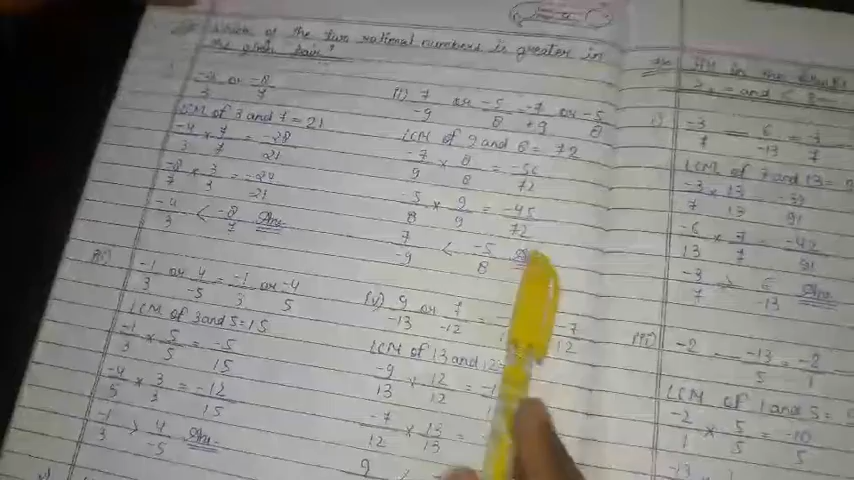 which of the two rational numbers is greater in
the given pair?
-4/3 or -8/7
LCM of 3 and 7 = 21
-4/3 × 7/7 = -28/21
-8/7 × 3/3 = -24/21
-4/3 < -8/7 Ans
-1/3 or 4/-5 = -1/3 or -4/5
LCM of 3 and 5 = 15
-1/3 × 5/5 = -5/15
-4/5 × 3/3 = -12/15
-1/3 > 4/-5 Ans
7/-9 or -5/8 -7/+9 or -5/8
LCM of 9 and 8 = 72
-7/9 × 8/8 = -56/72
-5/8 × 9/9 = -45/72
7/-9 < -5/8
9/-13 or 7/-12 = -7/12
LCM of 13 and 12
-9/13 × 12/12 =
-7/12 × 13/13 =
9
in the
>, = and <
-3/7 — 6/-13 = -3/7
LCM of 7 and 13 =
-3/7 × 13/13 -39/91
-6/13 × 7/7 - -42/91
-3/7 > 6/-13 Ans
-2 — -13/5 = -2/1
LCM of 1 and 5 =
-2/1 × 5/5 = -10/5
-13